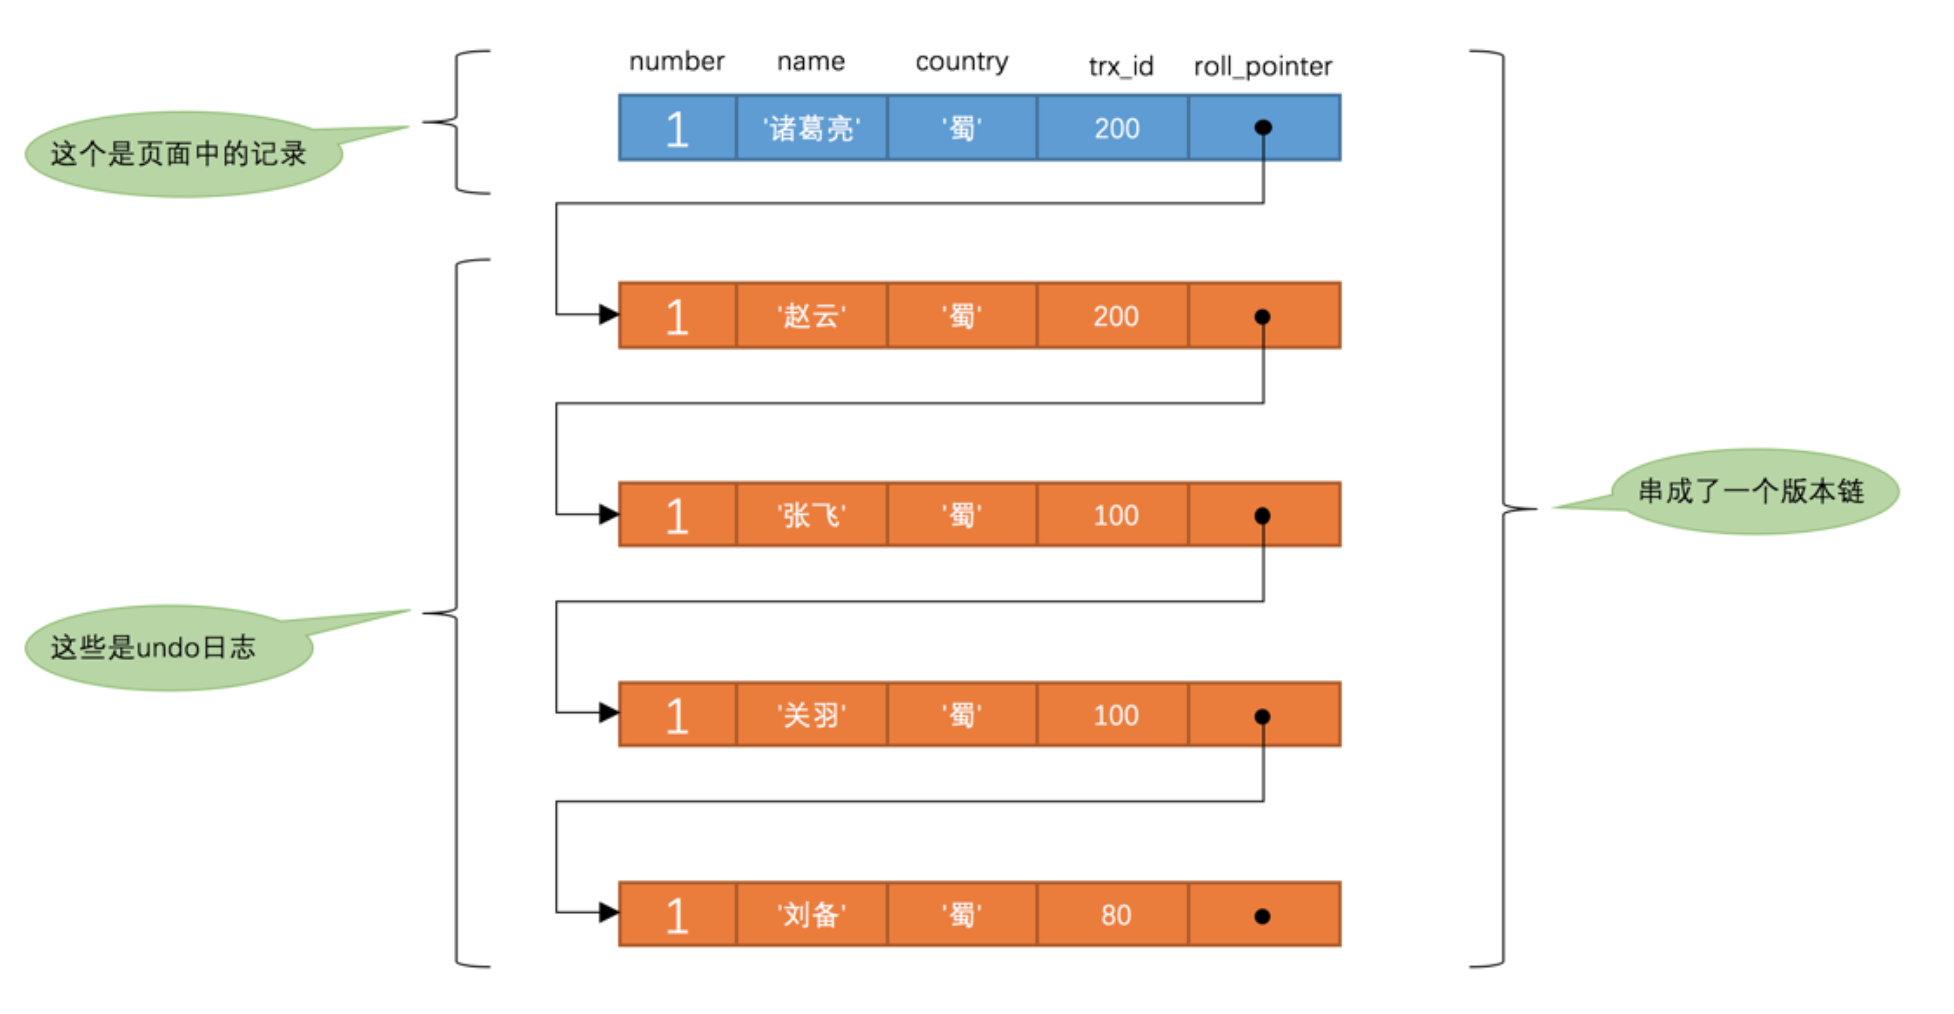 number name country trx_id roll_pointer
1 '诸葛亮' '蜀' 200
这个是页面中的记录
1 '赵云' '蜀' 200
1 '张飞' '蜀' 100
串成了一个版本链
这些是undo日志
1 '关羽' '蜀' 100
1 '刘备' '蜀' 80